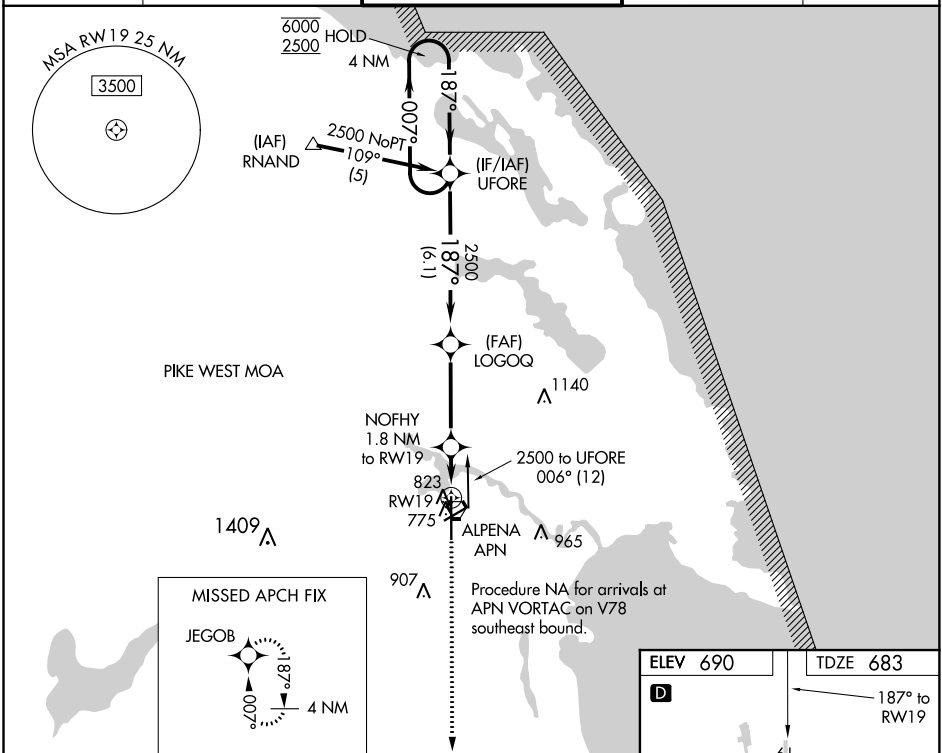 MSA RW19 25 NM
3500
6000
2500
HOLD
4 NM
187°
007°
(IAF)
RNAND
2500 NoPT
109°
(5)
(IF/IAF)
UFORE
2500
187°
(6.1)
(FAF)
LOGOQ
PIKE WEST MOA
1140
NOFHY
1.8 NM
to RW19
2500 to UFORE
006° (12)
823
RW19
775
ALPENA
APN
1409
965
907
Procedure NA for arrivals at
APN VORTAC on V78
southeast bound.
MISSED APCH FIX
JEGOB
187°
007°
4 NM
ELEV 690
TDZE 683
D
187° to
RW19